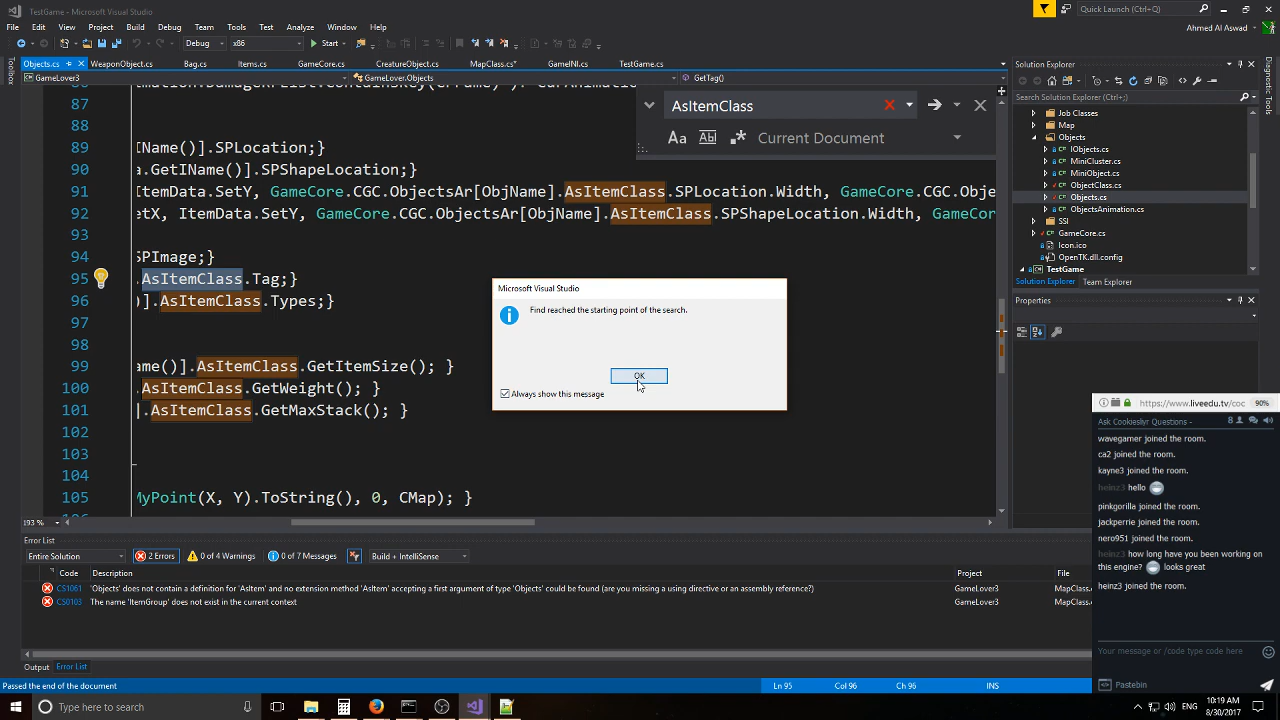 TestGame - Microsoft Visual Studio
Quick Launch (Ctrl+Q)
File Edit View Project Build Debug Team Tools Test Analyze Window Help
Ahmed Al Aswad
Debug x86 Start
Toolbox
Objects.cs WeaponObject.cs Bag.cs Items.cs GameCore.cs CreatureObject.cs MapClass.cs* GameINI.cs TestGame.cs
GameLover3 GameLover.Objects GetTag()
AsItemClass
Aa Abl Current Document
87
88
89 [Name()].SPLocation;}
90 a.GetIName()].SPShapeLocation;}
91 ItemData.SetY, GameCore.CGC.ObjectsAr[ObjName].AsItemClass.SPLocation.Width, GameCore.CGC.Obje
92 etX, ItemData.SetY, GameCore.CGC.ObjectsAr[ObjName].AsItemClass.SPShapeLocation.Width, GameC
93
94 SPImage;}
95 .AsItemClass.Tag;}
96 )].AsItemClass.Types;}
97
98
99 ame()].AsItemClass.GetItemSize(); }
100 .AsItemClass.GetWeight(); }
101 ].AsItemClass.GetMaxStack(); }
102
103
104
105 MyPoint(X, Y).ToString(), 0, CMap); }
Microsoft Visual Studio
Find reached the starting point of the search.
OK
Always show this message
193 %
Solution Explorer
Search Solution Explorer (Ctrl+;)
Job Classes
Map
Objects
IObjects.cs
MiniCluster.cs
MiniObject.cs
ObjectClass.cs
Objects.cs
ObjectsAnimation.cs
SSI
GameCore.cs
Icon.ico
OpenTK.dll.config
TestGame
Solution Explorer Team Explorer
Properties
Diagnostic Tools
Error List
Entire Solution 2 Errors 0 of 4 Warnings 0 of 7 Messages Build + IntelliSense
Code Description Project File
CS1061 'Objects' does not contain a definition for 'AsItem' and no extension method 'AsItem' accepting a first argument of type 'Objects' could be found (are you missing a using directive or an assembly reference?) GameLover3 MapClass.
CS0103 The name 'ItemGroup' does not exist in the current context GameLover3 MapClass.
Output Error List
Passed the end of the document Ln 95 Col 96 Ch 96 INS
https://www.liveedu.tv/coc 90%
Ask Cookiesliyr Questions - 8
wavegamer joined the room.
ca2 joined the room.
kayne3 joined the room.
heinz3 hello
pinkgorilla joined the room.
jackperrie joined the room.
nero951 joined the room.
heinz3 how long have you been working on
this engine? looks great
heinz3 joined the room.
Your message or /code type code here
Pastebin
Type here to search
ENG
10:19 AM
8/30/2017